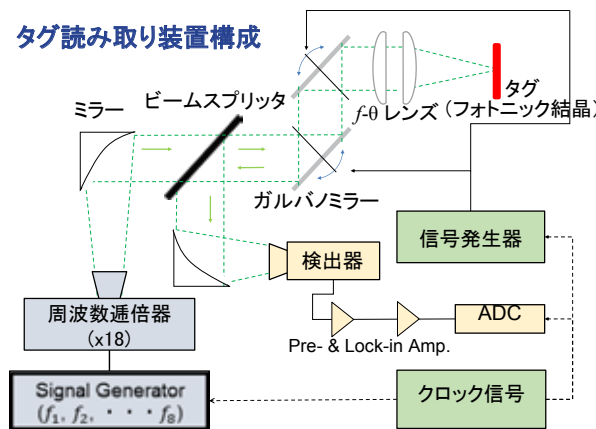 タグ読み取り装置構成
ミラー
ビームスプリッタ
f-θ レンズ
タグ
(フォトニック結晶)
ガルバノミラー
信号発生器
検出器
周波数逓倍器
(x18)
ADC
Pre- & Lock-in Amp.
Signal Generator
(f₁, f₂, ・・・ f₈)
クロック信号